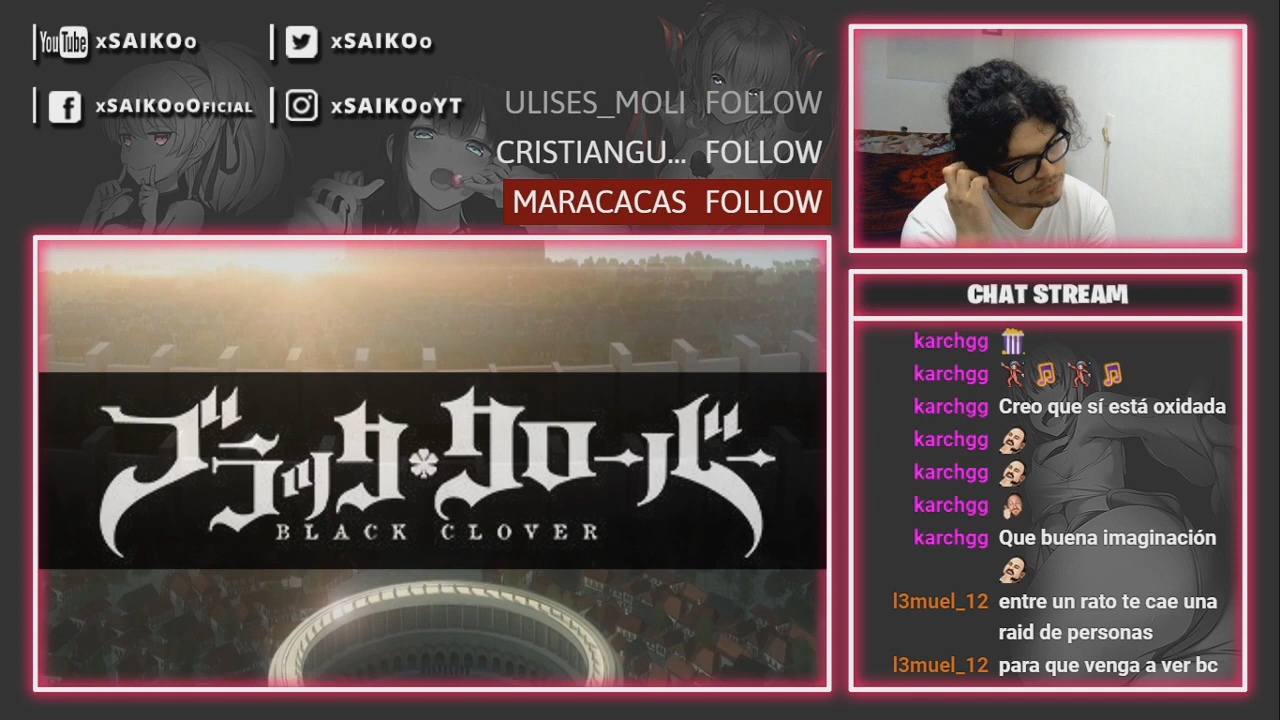 YouTube xSAIKOo
xSAIKOo
xSAIKOoOficial
xSAIKOoYT
ULISES_MOLI FOLLOW
CRISTIANGU... FOLLOW
MARACACAS FOLLOW
ブラック クローバー
BLACK CLOVER
CHAT STREAM
karchgg
karchgg
karchgg Creo que sí está oxidada
karchgg
karchgg
karchgg
karchgg Que buena imaginación
l3muel_12 entre un rato te cae una
raid de personas
l3muel_12 para que venga a ver bc